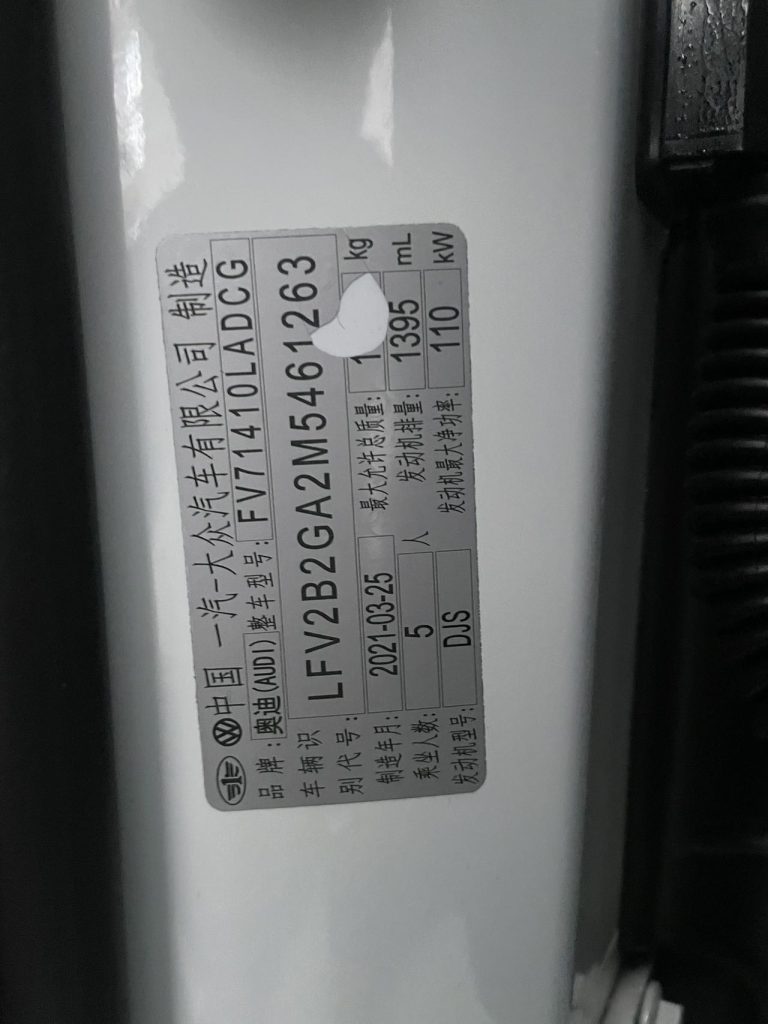 中国 一汽-大众汽车有限公司 制造
品牌:奥迪(AUDI) 整车型号:FV71410LADCG
车辆识别代号: LFV2B2GA2M5461263
制造年月: 2021-03-25 最大允许总质量: kg
乘坐人数: 5 人 发动机排量: 1395 mL
发动机型号: DJS 发动机最大净功率: 110 kW